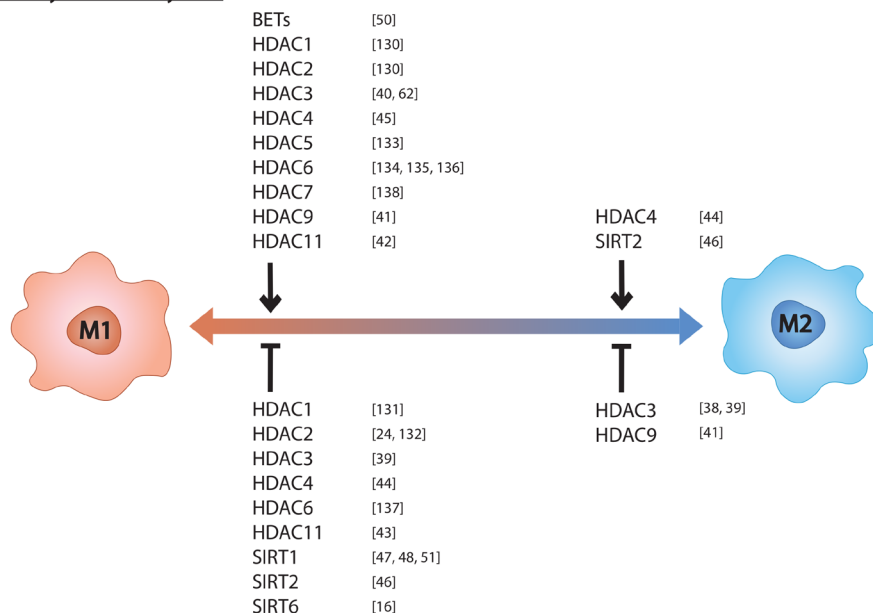 BETs [50]
HDAC1 [130]
HDAC2 [130]
HDAC3 [40, 62]
HDAC4 [45]
HDAC5 [133]
HDAC6 [134, 135, 136]
HDAC7 [138]
HDAC9 [41]
HDAC11 [42]
HDAC4 [44]
SIRT2 [46]
M1
M2
HDAC1 [131]
HDAC2 [24, 132]
HDAC3 [39]
HDAC4 [44]
HDAC6 [137]
HDAC11 [43]
SIRT1 [47, 48, 51]
SIRT2 [46]
SIRT6 [16]
HDAC3 [38, 39]
HDAC9 [41]